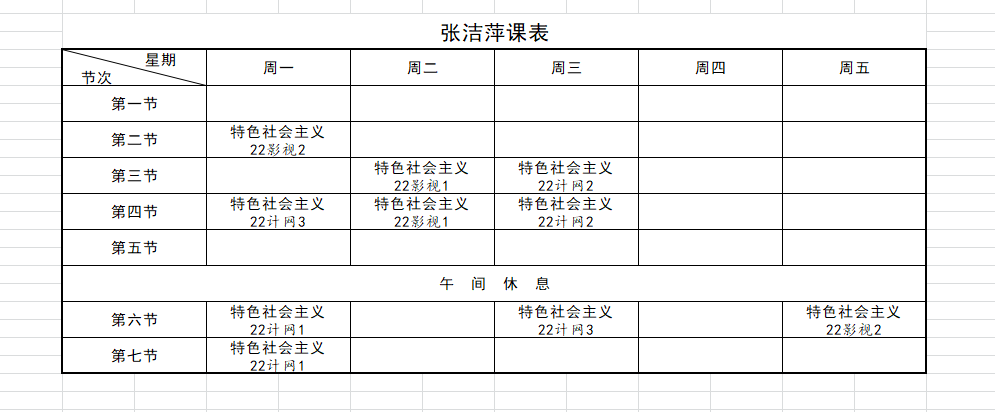 张洁萍课表
星期
节次
周一 周二 周三 周四 周五
第一节
第二节 特色社会主义
22影视2
第三节 特色社会主义 特色社会主义
22影视1 22计网2
第四节 特色社会主义 特色社会主义 特色社会主义
22计网3 22影视1 22计网2
第五节
午 间 休 息
第六节 特色社会主义 特色社会主义 特色社会主义
22计网1 22计网3 22影视2
第七节 特色社会主义
22计网1